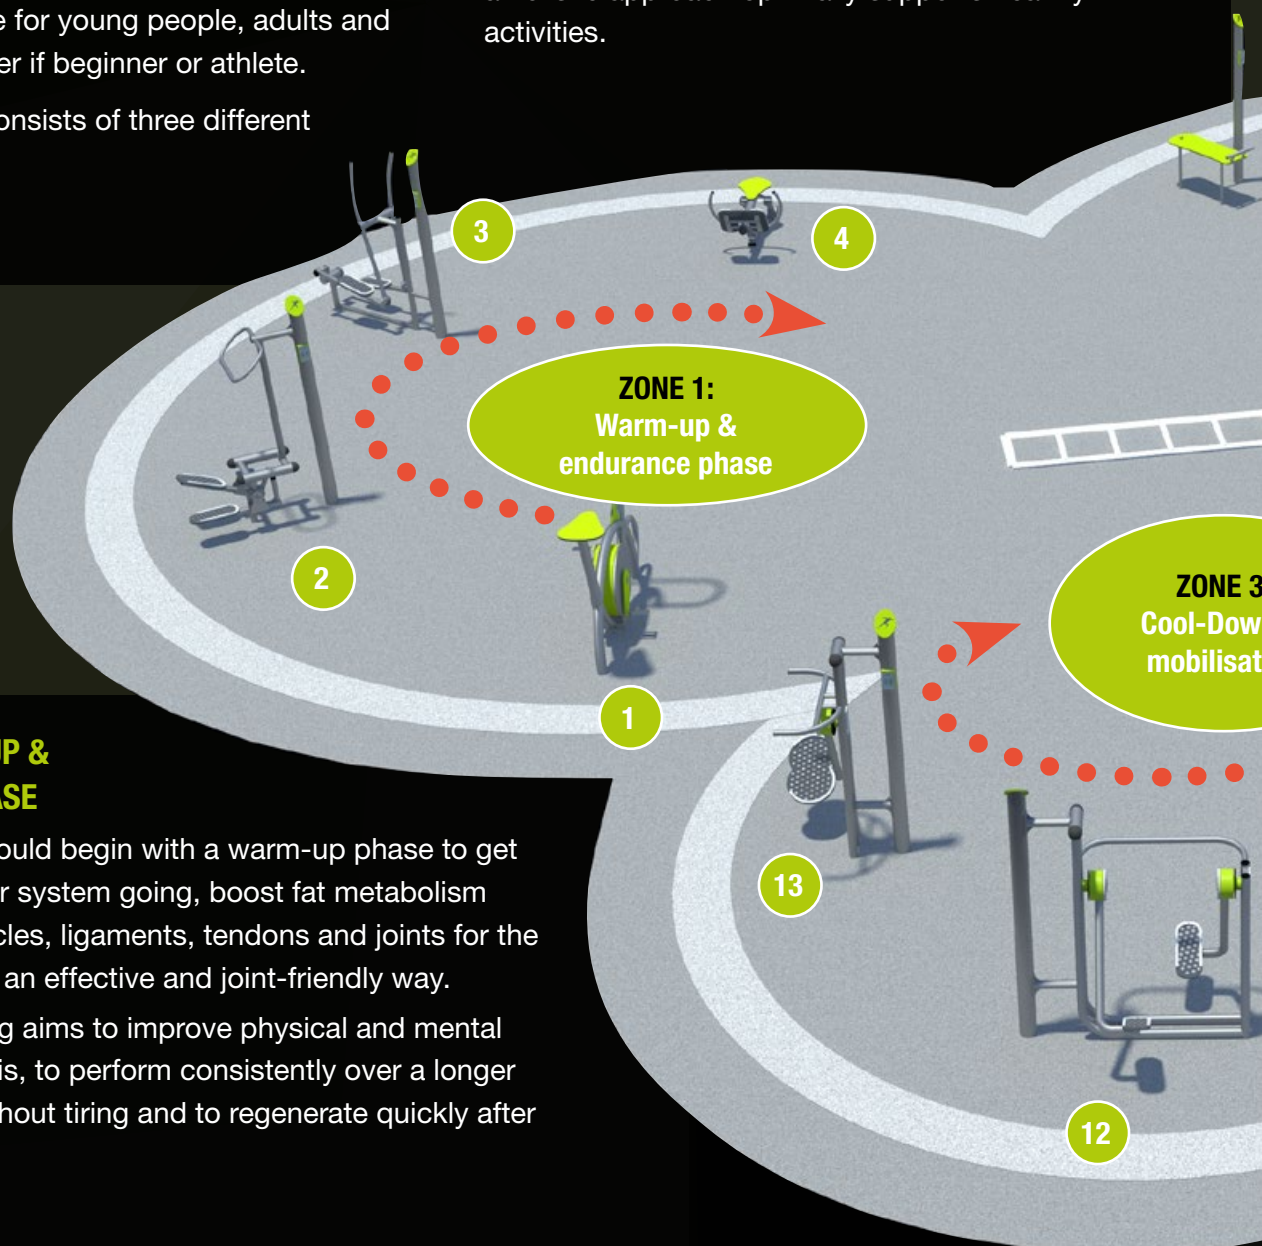 e for young people, adults and
er if beginner or athlete.
onsists of three different
activities.
3
4
ZONE 1:
Warm-up &
endurance phase
2
1
ZONE 3
Cool-Dow
mobilisat
13
12
UP &
ASE
ould begin with a warm-up phase to get
r system going, boost fat metabolism
cles, ligaments, tendons and joints for the
an effective and joint-friendly way.
g aims to improve physical and mental
is, to perform consistently over a longer
hout tiring and to regenerate quickly after